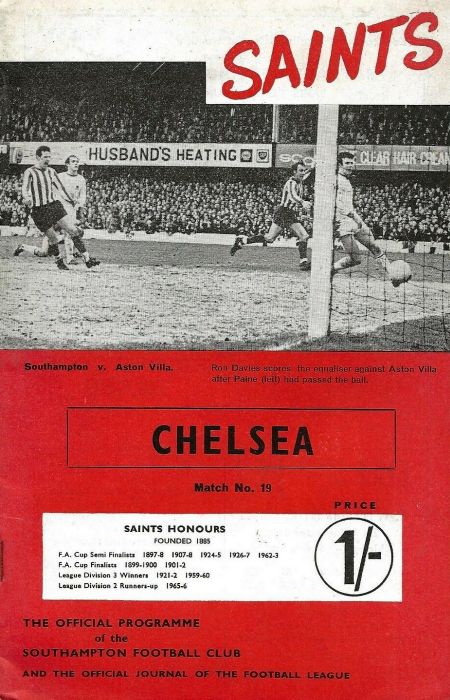 SAINTS
HUSBAND'S HEATING
CLEAR HAIR CREAM
Southampton v. Aston Villa.
Ron Davies scores the equaliser against Aston Villa
after Paine (left) had passed the ball.
CHELSEA
Match No. 19
PRICE
1/-
SAINTS HONOURS
FOUNDED 1885
F.A. Cup Semi Finalists 1897-8 1907-8 1924-5 1926-7 1962-3
F.A. Cup Finalists 1899-1900 1901-2
League Division 3 Winners 1921-2 1959-60
League Division 2 Runners-up 1965-6
THE OFFICIAL PROGRAMME
of the
SOUTHAMPTON FOOTBALL CLUB
AND THE OFFICIAL JOURNAL OF THE FOOTBALL LEAGUE